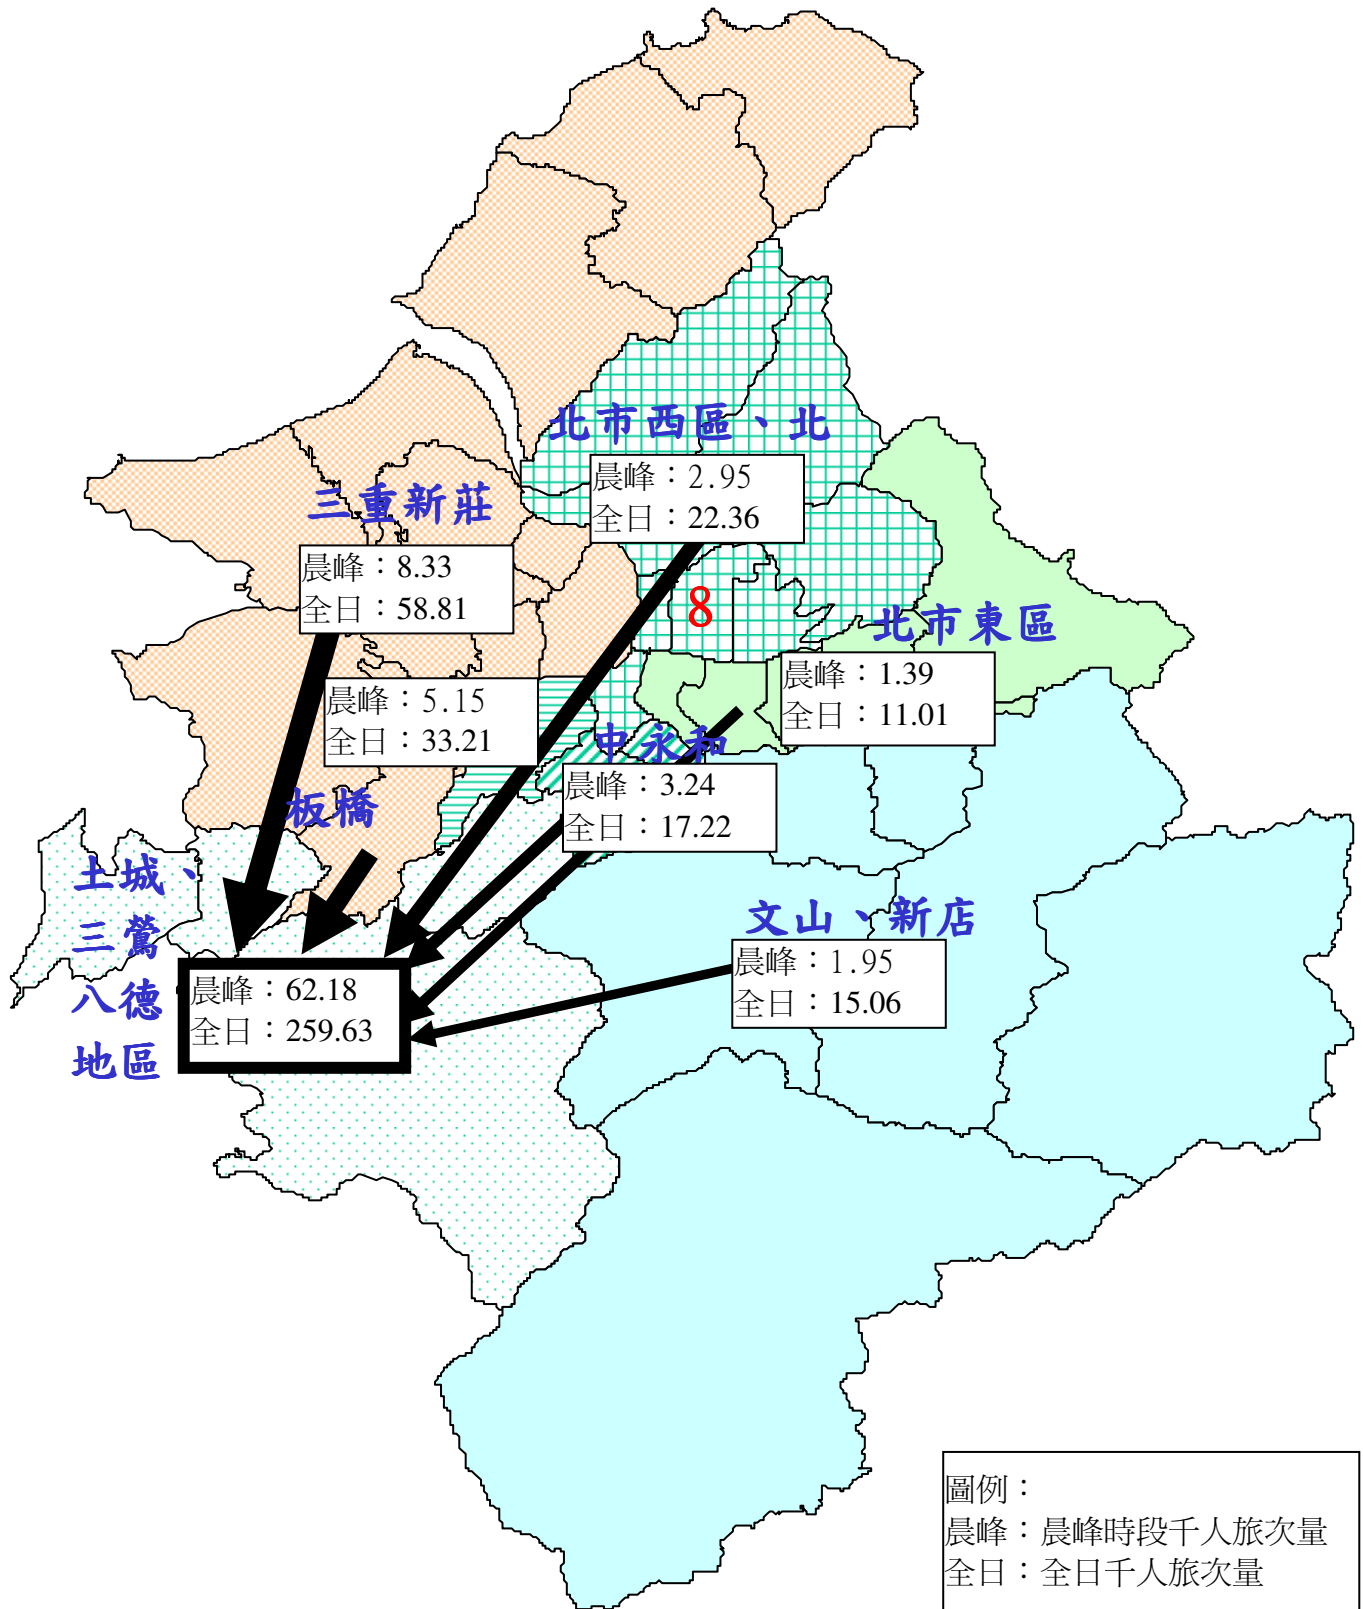 北市西區、北
晨峰：2.95
全日：22.36
三重新莊
晨峰：8.33
全日：58.81
8
北市東區
晨峰：1.39
全日：11.01
晨峰：5.15
全日：33.21
板橋
中永和
晨峰：3.24
全日：17.22
土城、
三鶯
八德
地區
晨峰：62.18
全日：259.63
文山、新店
晨峰：1.95
全日：15.06
圖例：
晨峰：晨峰時段千人旅次量
全日：全日千人旅次量